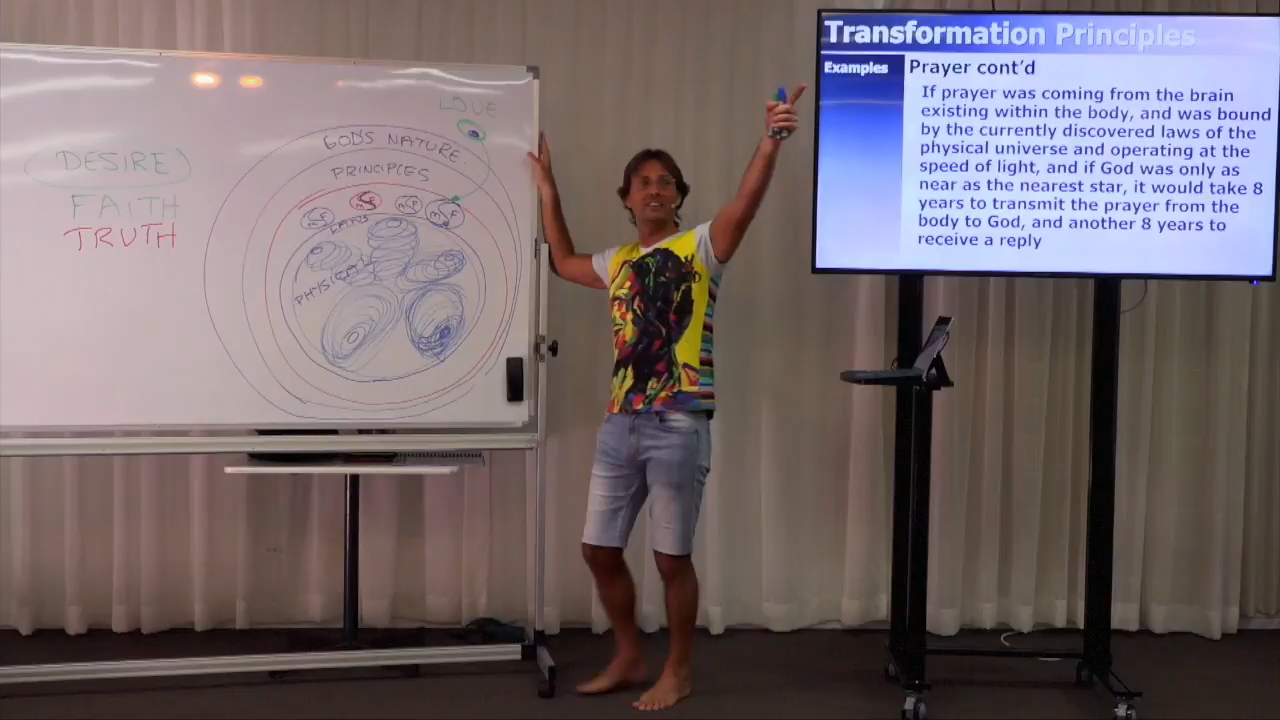 DESIRE
FAITH
TRUTH
LOVE
GOD'S NATURE
PRINCIPLES
Transformation Principles
Examples
Prayer cont'd
If prayer was coming from the brain
existing within the body, and was bound
by the currently discovered laws of the
physical universe and operating at the
speed of light, and if God was only as
near as the nearest star, it would take 8
years to transmit the prayer from the
body to God, and another 8 years to
receive a reply